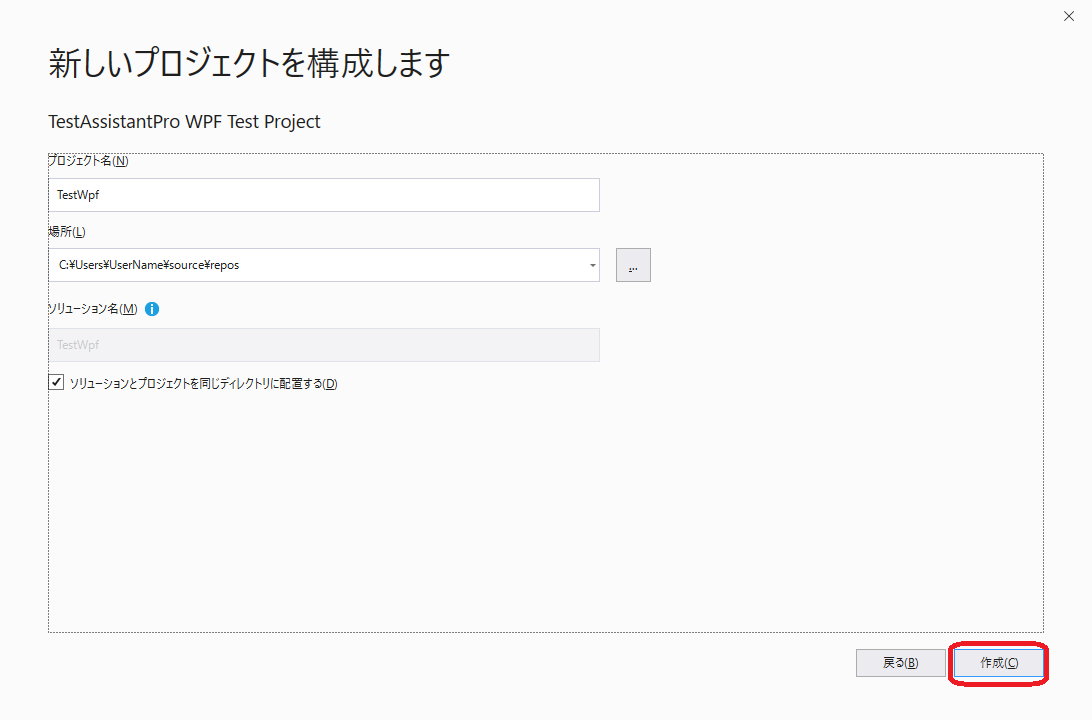 新しいプロジェクトを構成します
TestAssistantPro WPF Test Project
プロジェクト名(N)
TestWpf
場所(L)
C:¥Users¥UserName¥source¥repos
...
ソリューション名(M)
TestWpf
ソリューションとプロジェクトを同じディレクトリに配置する(D)
戻る(B) 作成(C)